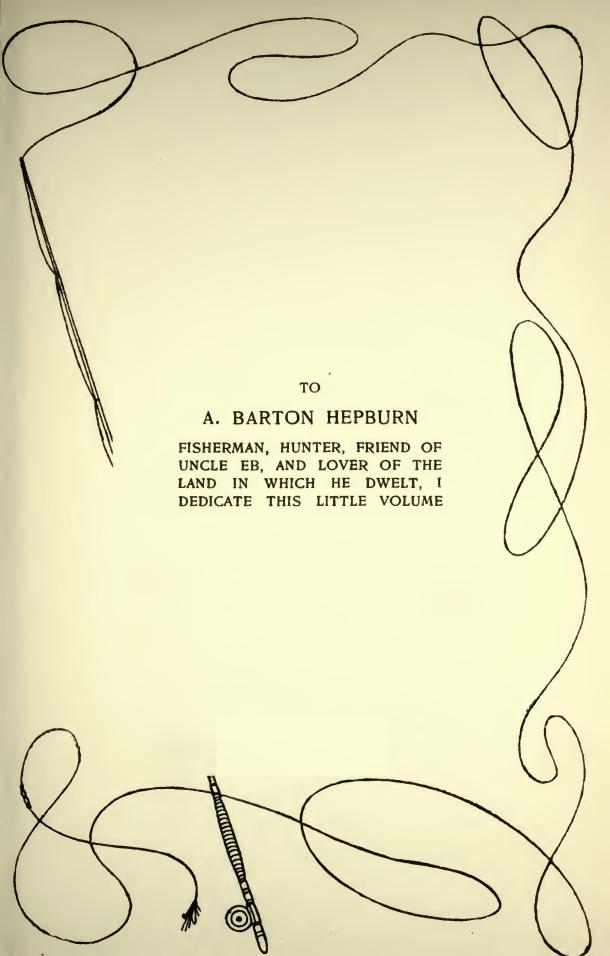 TO
A. BARTON HEPBURN
FISHERMAN, HUNTER, FRIEND OF
UNCLE EB, AND LOVER OF THE
LAND IN WHICH HE DWELT, I
DEDICATE THIS LITTLE VOLUME